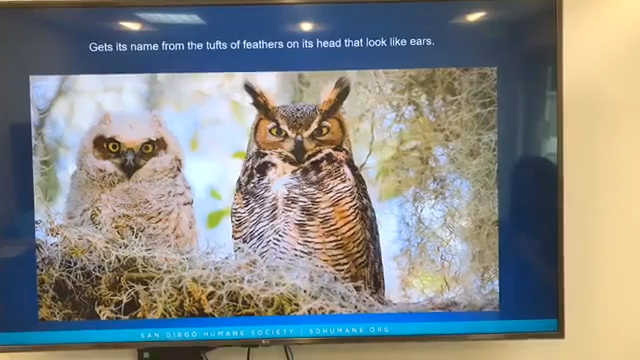 Gets its name from the tufts of feathers on its head that look like ears.
SAN DIEGO HUMANE SOCIETY | SDHUMANE.ORG
LG